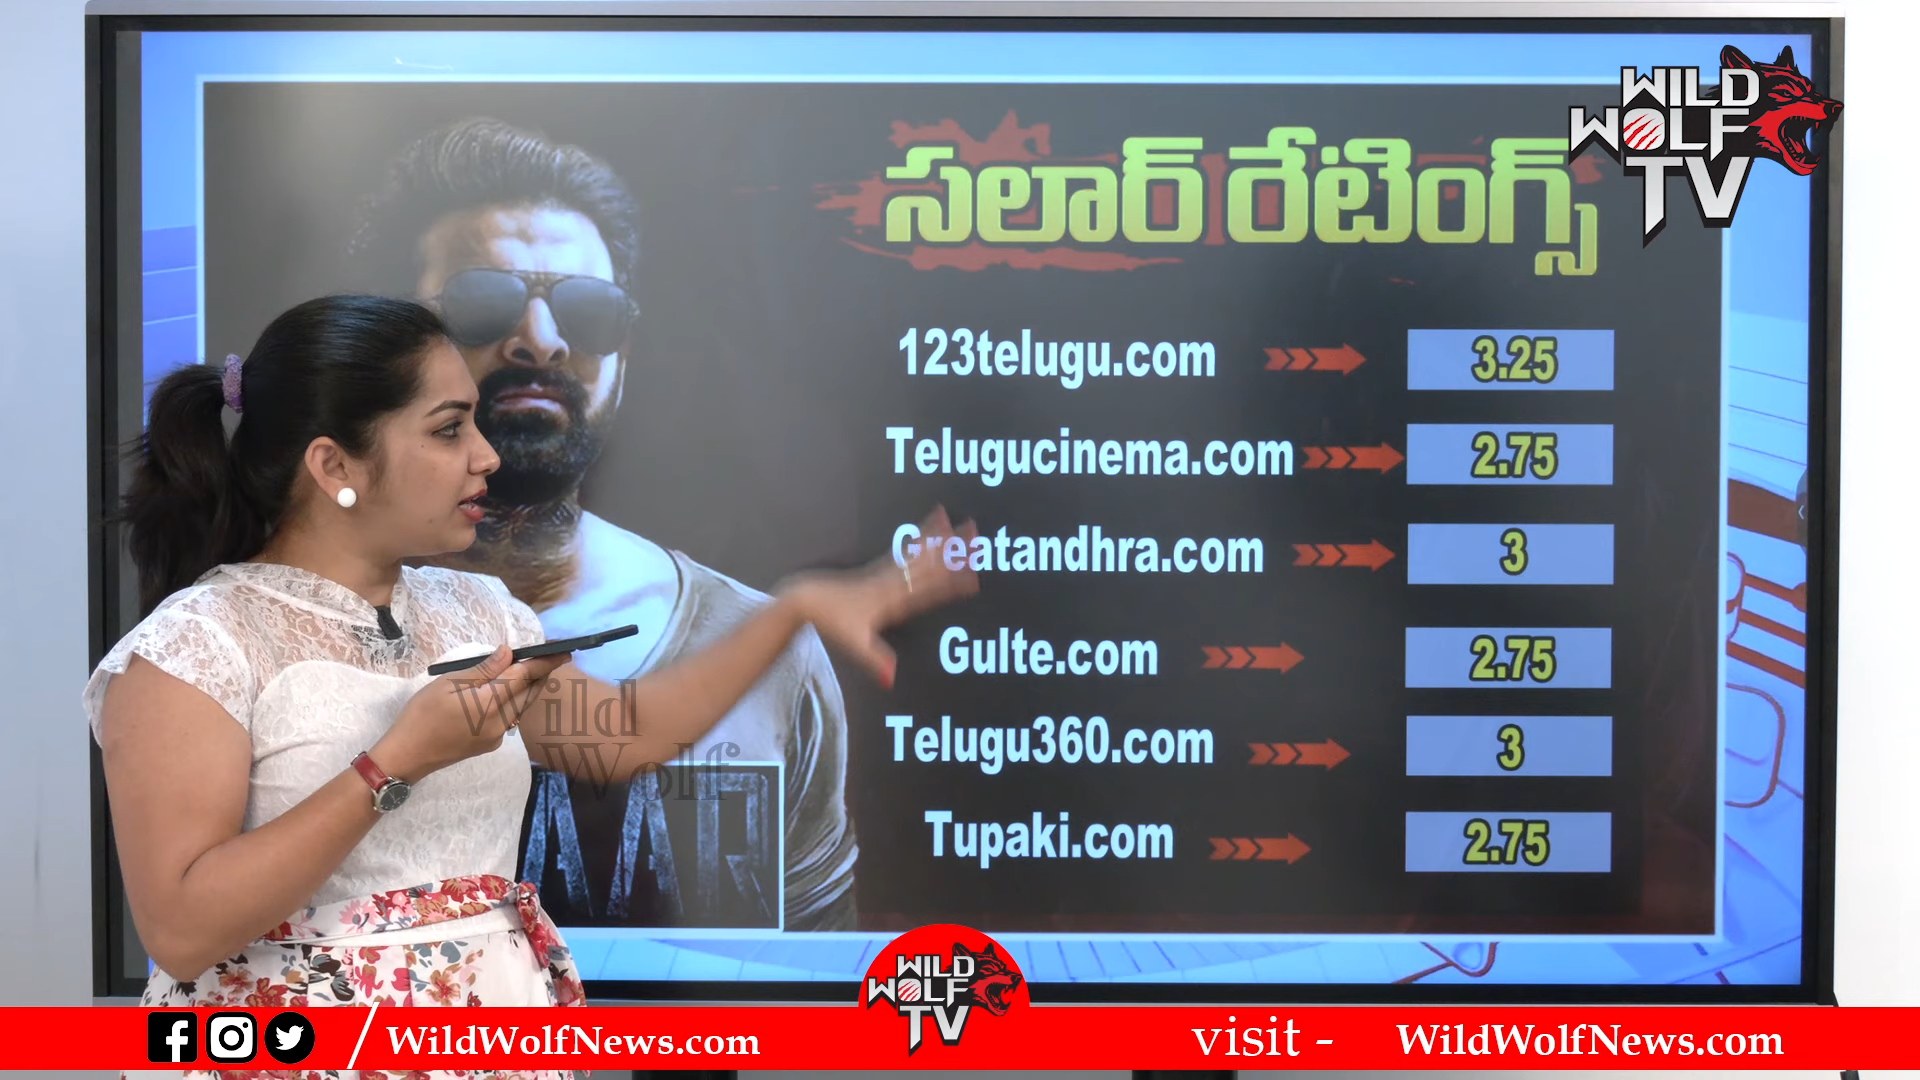 WILD
WOLF
TV
సలార్ రేటింగ్స్
123telugu.com 3.25
Telugucinema.com 2.75
Greatandhra.com 3
Gulte.com 2.75
Telugu360.com 3
Tupaki.com 2.75
Wild
Wolf
AAR
WILD
WOLF
TV
WildWolfNews.com
visit - WildWolfNews.com